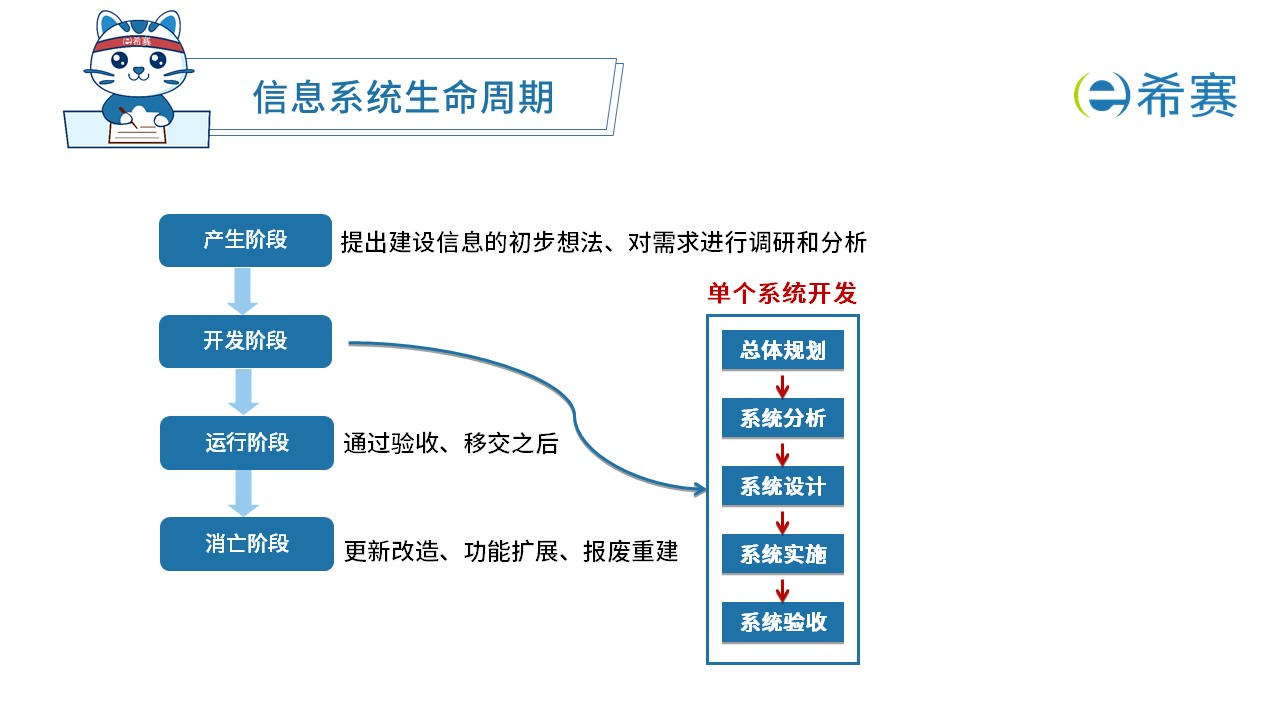 希赛
信息系统生命周期
希赛
产生阶段
提出建设信息的初步想法、对需求进行调研和分析
单个系统开发
开发阶段
总体规划
系统分析
运行阶段
通过验收、移交之后
系统设计
消亡阶段
更新改造、功能扩展、报废重建
系统实施
系统验收